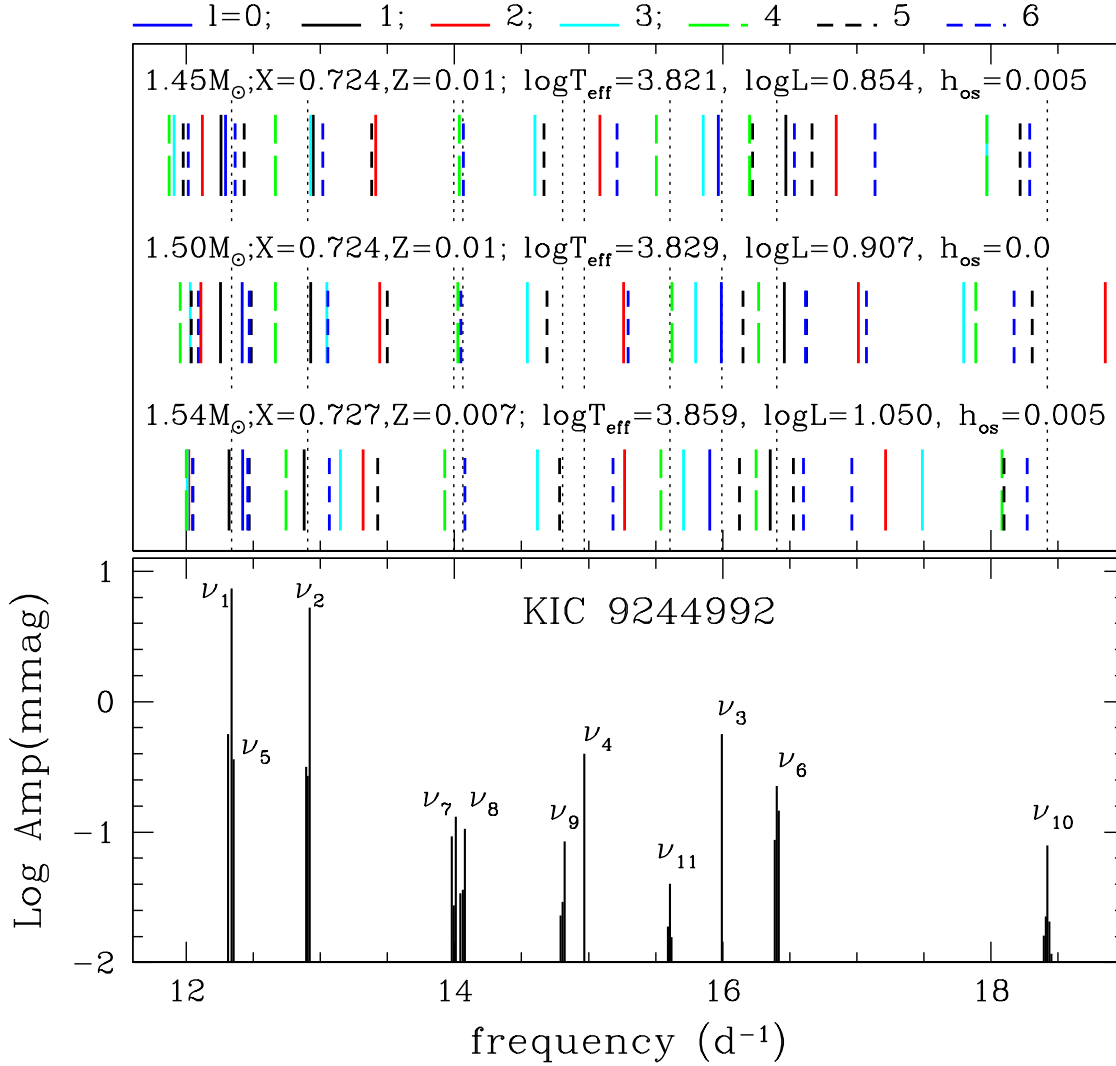 l=0; 1; 2; 3; 4 5 6
1.45M☉;X=0.724,Z=0.01; logTeff=3.821, logL=0.854, hos=0.005
1.50M☉;X=0.724,Z=0.01; logTeff=3.829, logL=0.907, hos=0.0
1.54M☉;X=0.727,Z=0.007; logTeff=3.859, logL=1.050, hos=0.005
KIC 9244992
ν1
ν2
ν5
ν3
ν4
ν6
ν7
ν8
ν9
ν10
ν11
Log Amp(mmag)
1
0
−1
−2
12 14 16 18
frequency (d−1)